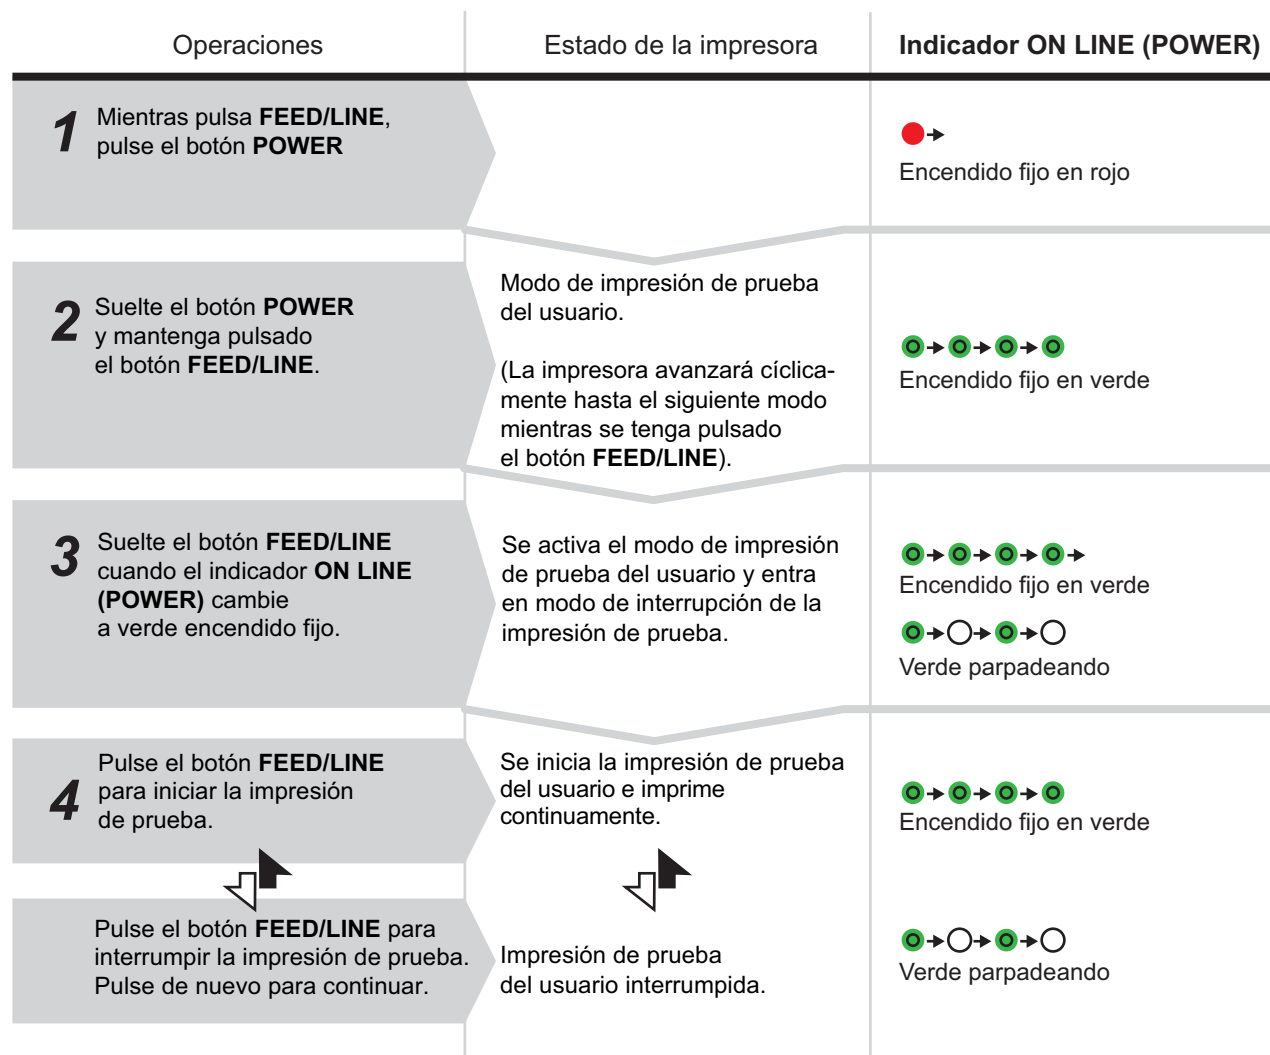 Operaciones
Estado de la impresora
Indicador ON LINE (POWER)
1
Mientras pulsa FEED/LINE,
pulse el botón POWER
Encendido fijo en rojo
2
Suelte el botón POWER
y mantenga pulsado
el botón FEED/LINE.
Modo de impresión de prueba
del usuario.
(La impresora avanzará cíclica-
mente hasta el siguiente modo
mientras se tenga pulsado
el botón FEED/LINE).
Encendido fijo en verde
3
Suelte el botón FEED/LINE
cuando el indicador ON LINE
(POWER) cambie
a verde encendido fijo.
Se activa el modo de impresión
de prueba del usuario y entra
en modo de interrupción de la
impresión de prueba.
Encendido fijo en verde
Verde parpadeando
4
Pulse el botón FEED/LINE
para iniciar la impresión
de prueba.
Se inicia la impresión de prueba
del usuario e imprime
continuamente.
Encendido fijo en verde
Pulse el botón FEED/LINE para
interrumpir la impresión de prueba.
Pulse de nuevo para continuar.
Impresión de prueba
del usuario interrumpida.
Verde parpadeando